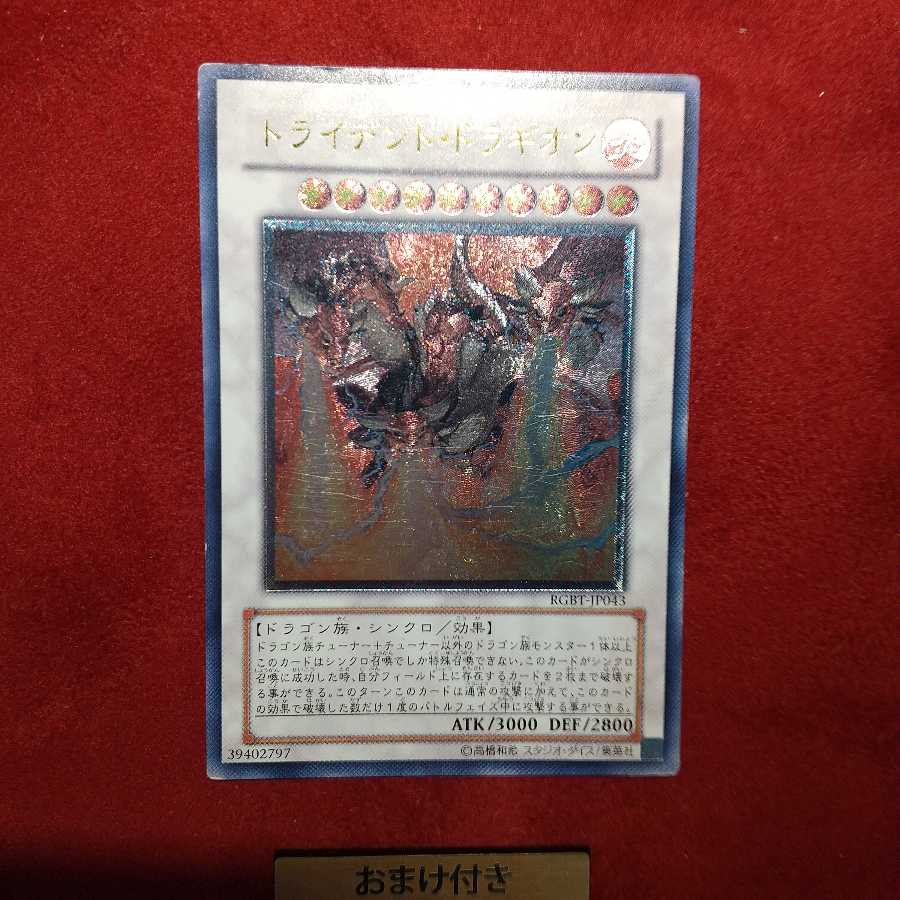 トライデント・ドラギオン
RGBT-JP043
【ドラゴン族・シンクロ/効果】
ドラゴン族チューナー+チューナー以外のドラゴン族モンスター1体以上
このカードはシンクロ召喚でしか特殊召喚できない。このカードがシンクロ
召喚に成功した時、自分フィールド上に存在するカードを2枚まで破壊す
る事ができる。このターンこのカードは通常の攻撃に加えて、このカード
の効果で破壊した数だけ1度のバトルフェイズ中に攻撃する事ができる。
ATK/3000 DEF/2800
39402797 ©高橋和希 スタジオ・ダイス/集英社
おまけ付き